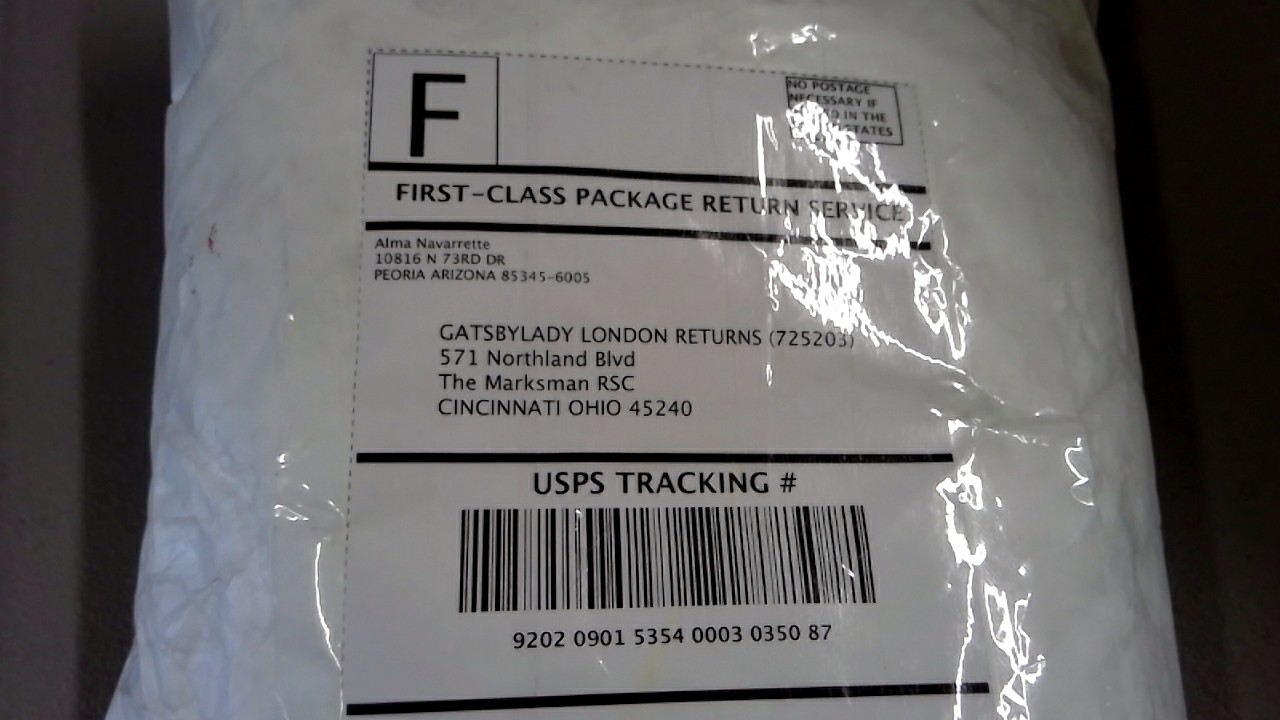 F
NO POSTAGE
NECESSARY IF
IN THE
STATES
FIRST-CLASS PACKAGE RETURN SERVICE
Alma Navarrette
10816 N 73RD DR
PEORIA ARIZONA 85345-6005
GATSBYLADY LONDON RETURNS (725203)
571 Northland Blvd
The Marksman RSC
CINCINNATI OHIO 45240
USPS TRACKING #
9202 0901 5354 0003 0350 87